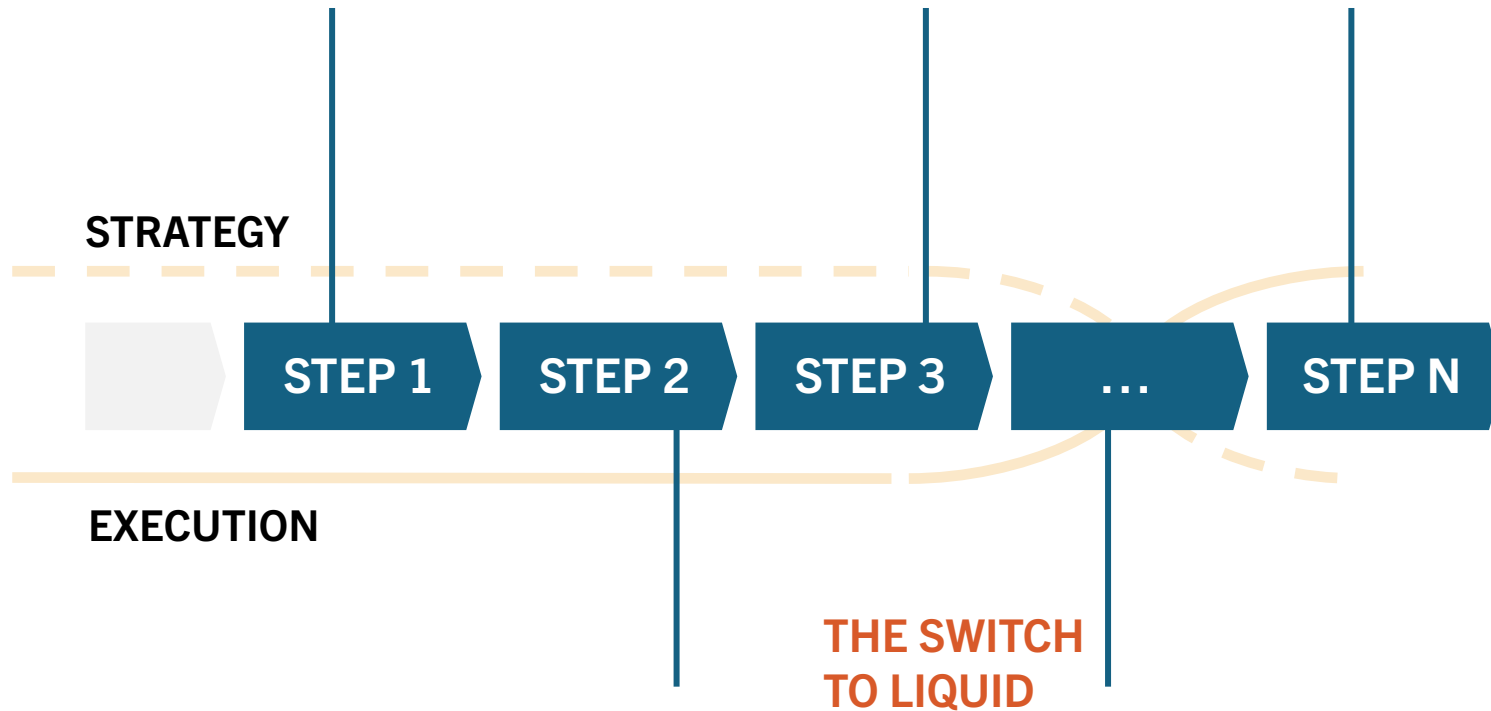 STRATEGY
STEP 1
STEP 2
STEP 3
...
STEP N
EXECUTION
THE SWITCH
TO LIQUID